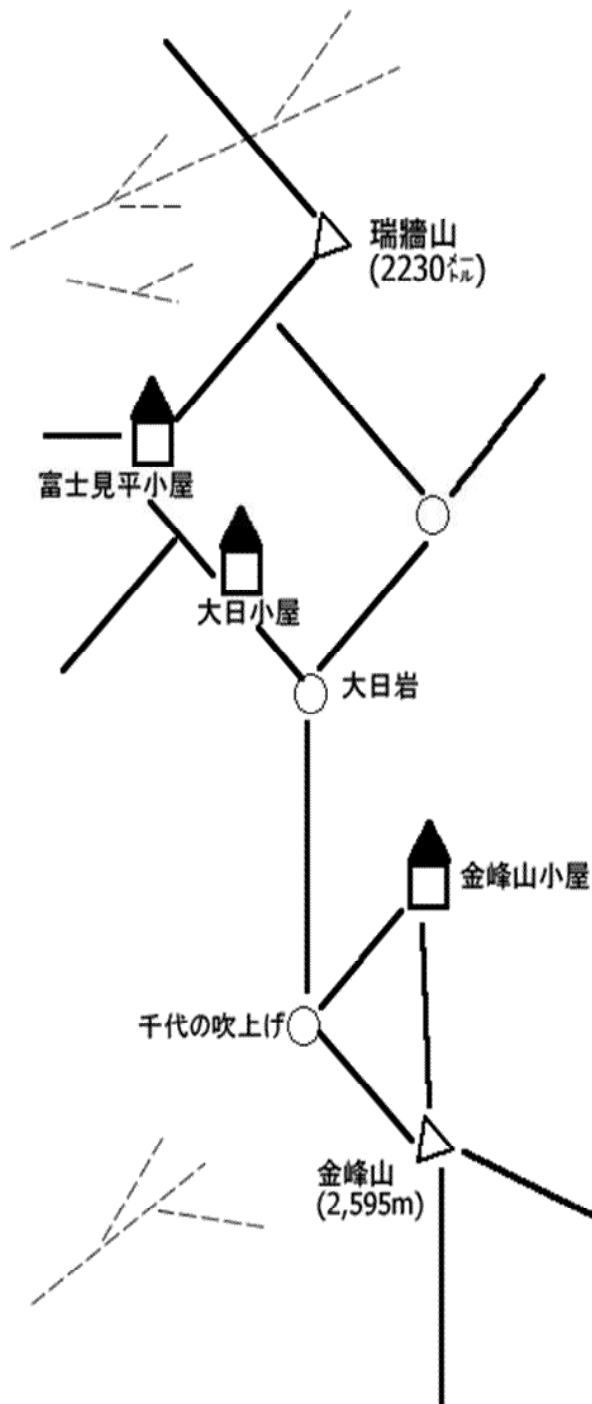 瑞牆山
(2230㍍)
富士見平小屋
大日小屋
大日岩
金峰山小屋
千代の吹上げ
金峰山
(2,595m)